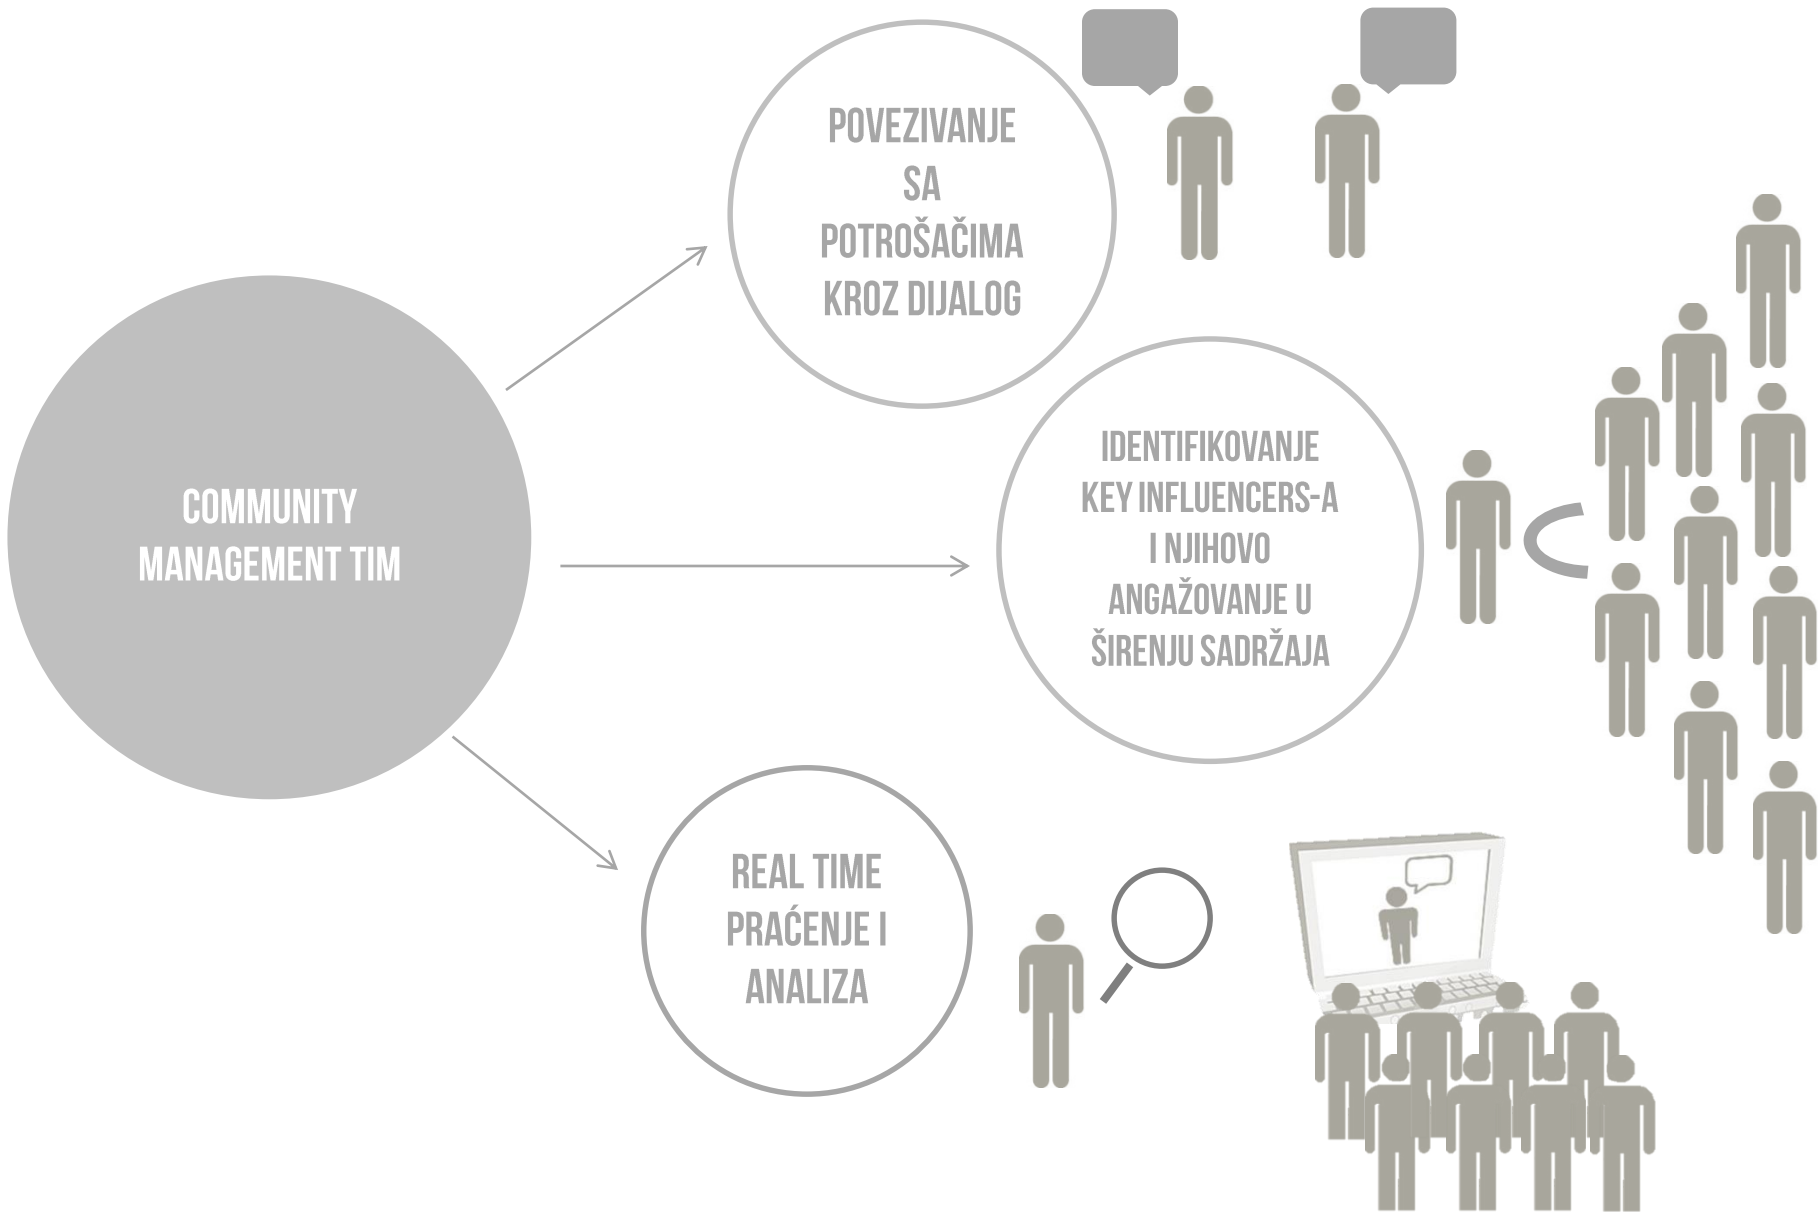 COMMUNITY
MANAGEMENT TIM
POVEZIVANJE
SA
POTROŠAČIMA
KROZ DIJALOG
IDENTIFIKOVANJE
KEY INFLUENCERS-A
I NJIHOVO
ANGAŽOVANJE U
ŠIRENJU SADRŽAJA
REAL TIME
PRAĆENJE I
ANALIZA